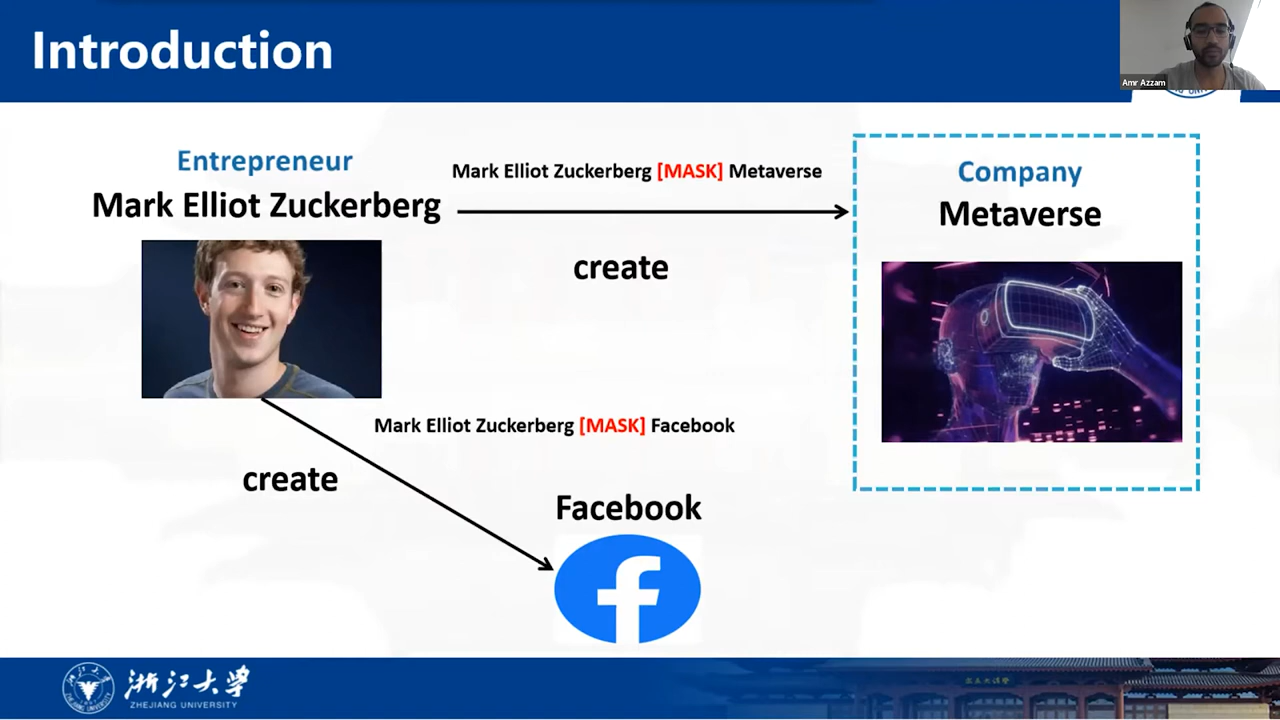 Introduction
Amr Azzam
Entrepreneur
Mark Elliot Zuckerberg
Mark Elliot Zuckerberg [MASK] Metaverse
create
Company
Metaverse
Mark Elliot Zuckerberg [MASK] Facebook
create
Facebook
浙江大学
ZHEJIANG UNIVERSITY